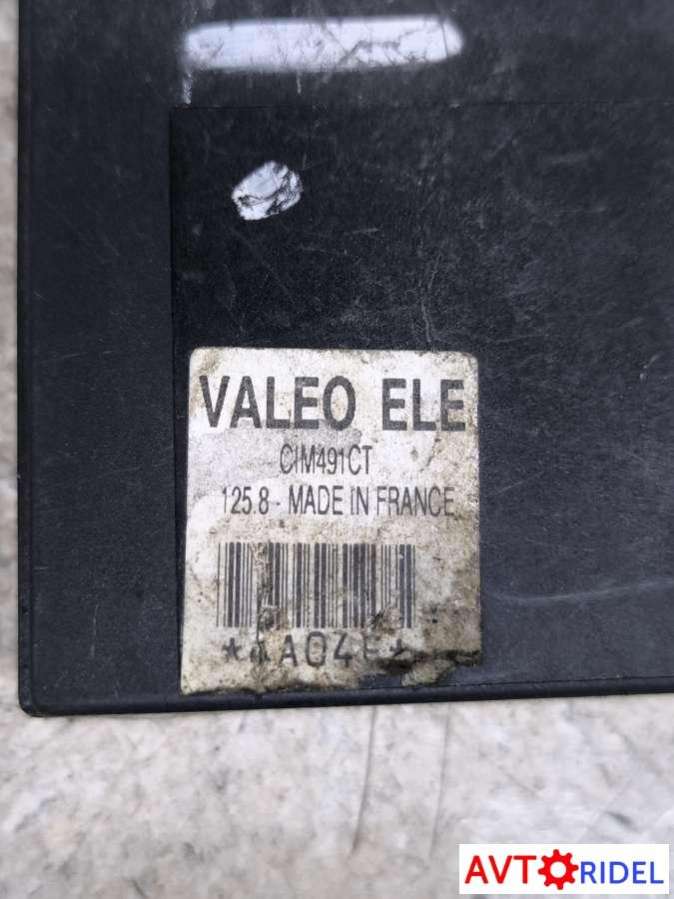 VALEO ELE
CIM491CT
125.8 - MADE IN FRANCE
AVTORIDEL